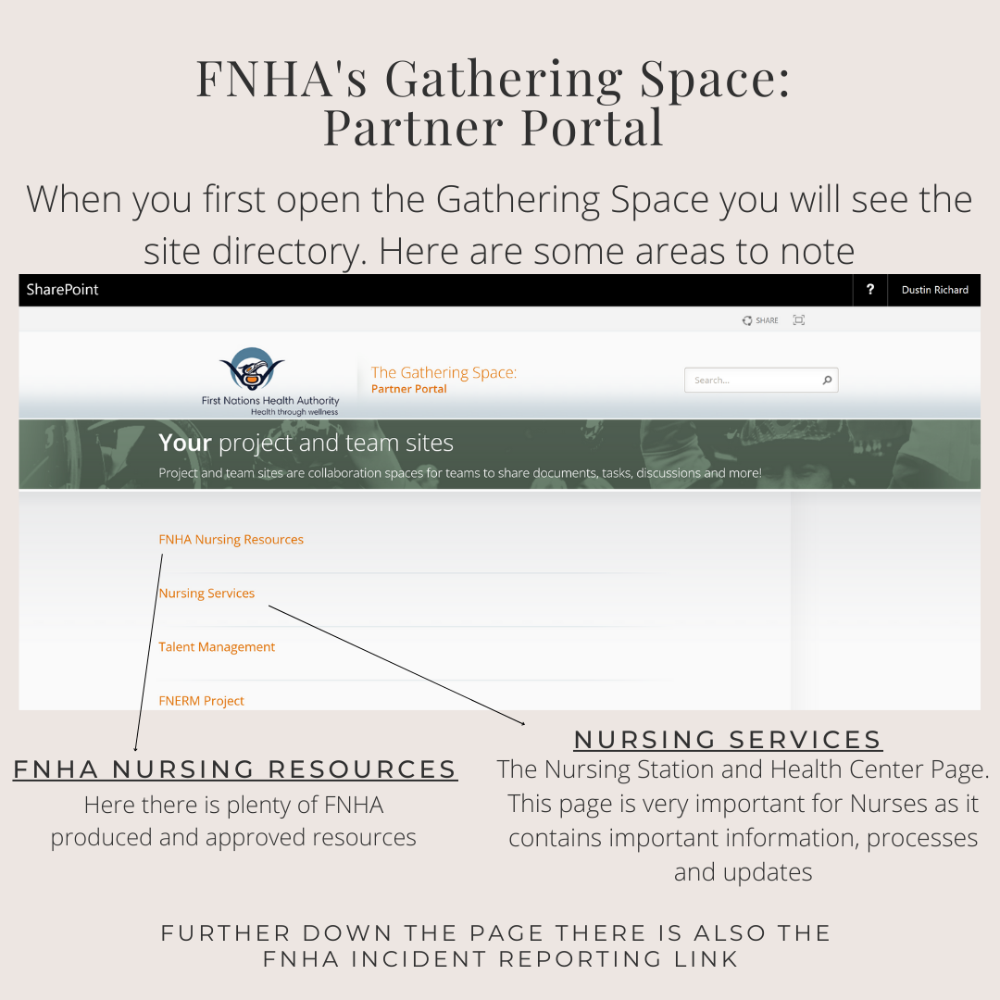 FNHA's Gathering Space:
Partner Portal
When you first open the Gathering Space you will see the
site directory. Here are some areas to note
SharePoint
?
Dustin Richard
SHARE
The Gathering Space:
Partner Portal
Search...
First Nations Health Authority
Health through wellness
Your project and team sites
Project and team sites are collaboration spaces for teams to share documents, tasks, discussions and more!
FNHA Nursing Resources
Nursing Services
Talent Management
FNERM Project
FNHA NURSING RESOURCES
Here there is plenty of FNHA
produced and approved resources
NURSING SERVICES
The Nursing Station and Health Center Page.
This page is very important for Nurses as it
contains important information, processes
and updates
FURTHER DOWN THE PAGE THERE IS ALSO THE
FNHA INCIDENT REPORTING LINK